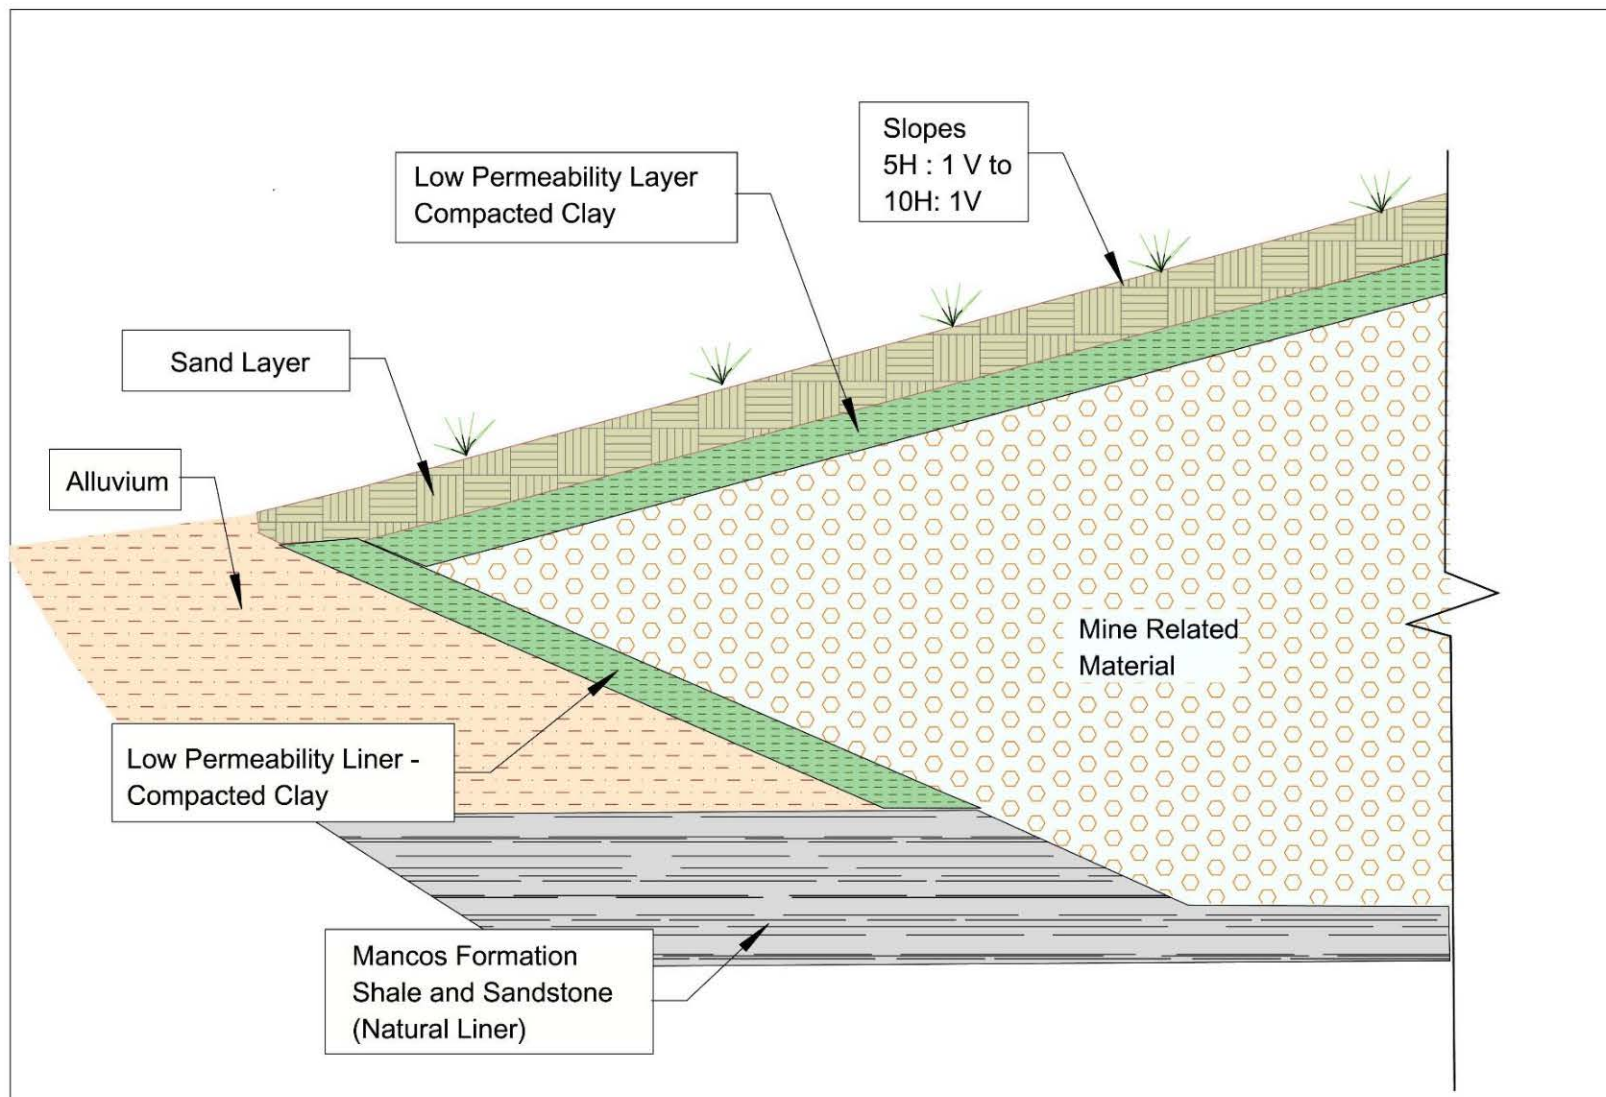 Slopes
5H : 1 V to
10H: 1V
Low Permeability Layer
Compacted Clay
Sand Layer
Alluvium
Mine Related
Material
Low Permeability Liner -
Compacted Clay
Mancos Formation
Shale and Sandstone
(Natural Liner)